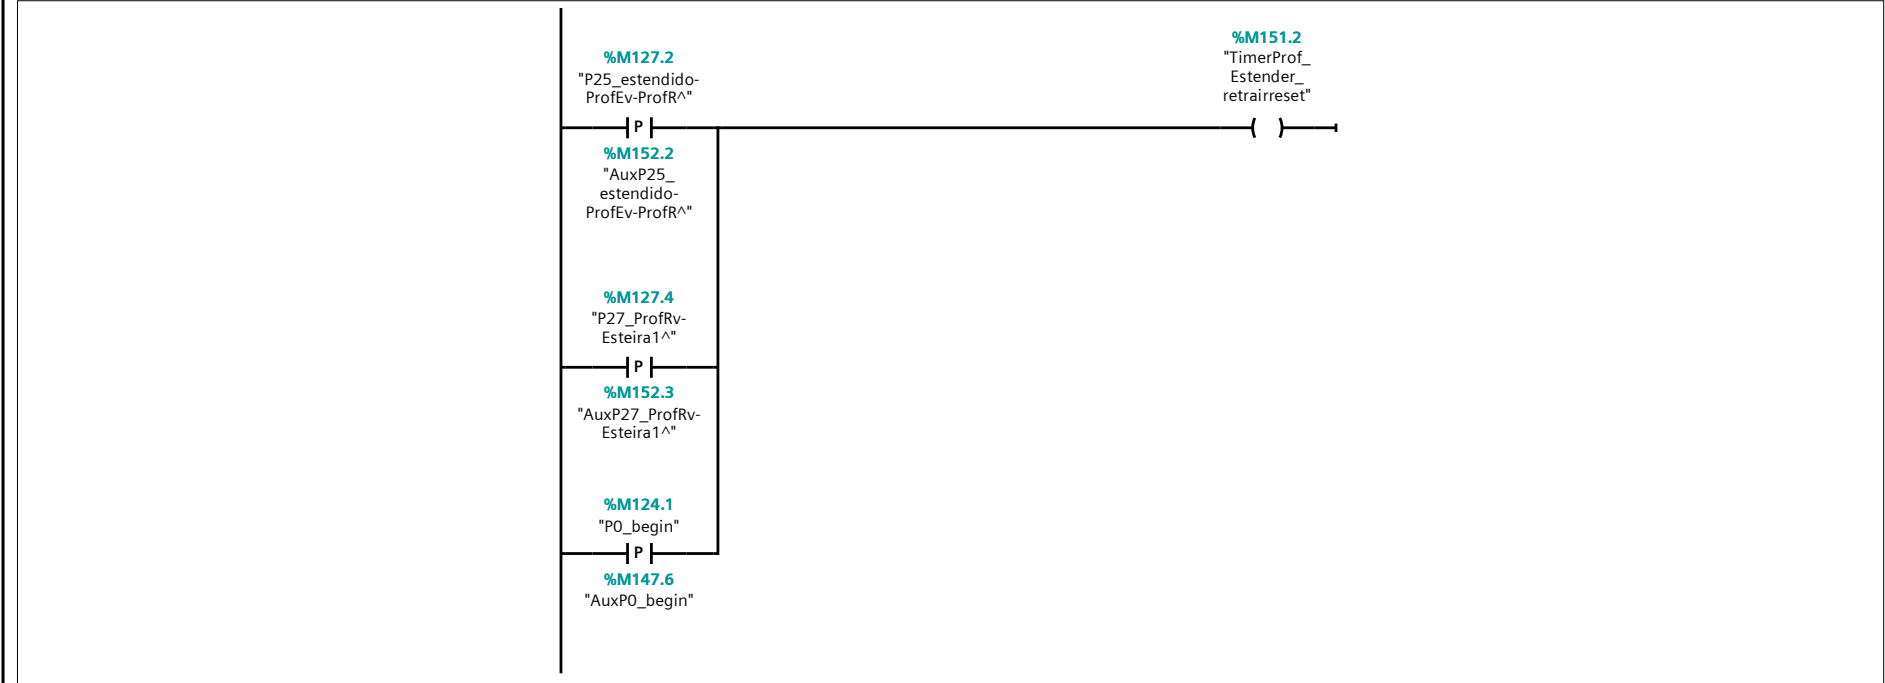 %M127.2
"P25_estendido-
ProfEv-ProfR^"
P
%M152.2
"AuxP25_
estendido-
ProfEv-ProfR^"
%M151.2
"TimerProf_
Estender_
retrairreset"
%M127.4
"P27_ProfRv-
Esteira1^"
P
%M152.3
"AuxP27_ProfRv-
Esteira1^"
%M124.1
"P0_begin"
P
%M147.6
"AuxP0_begin"